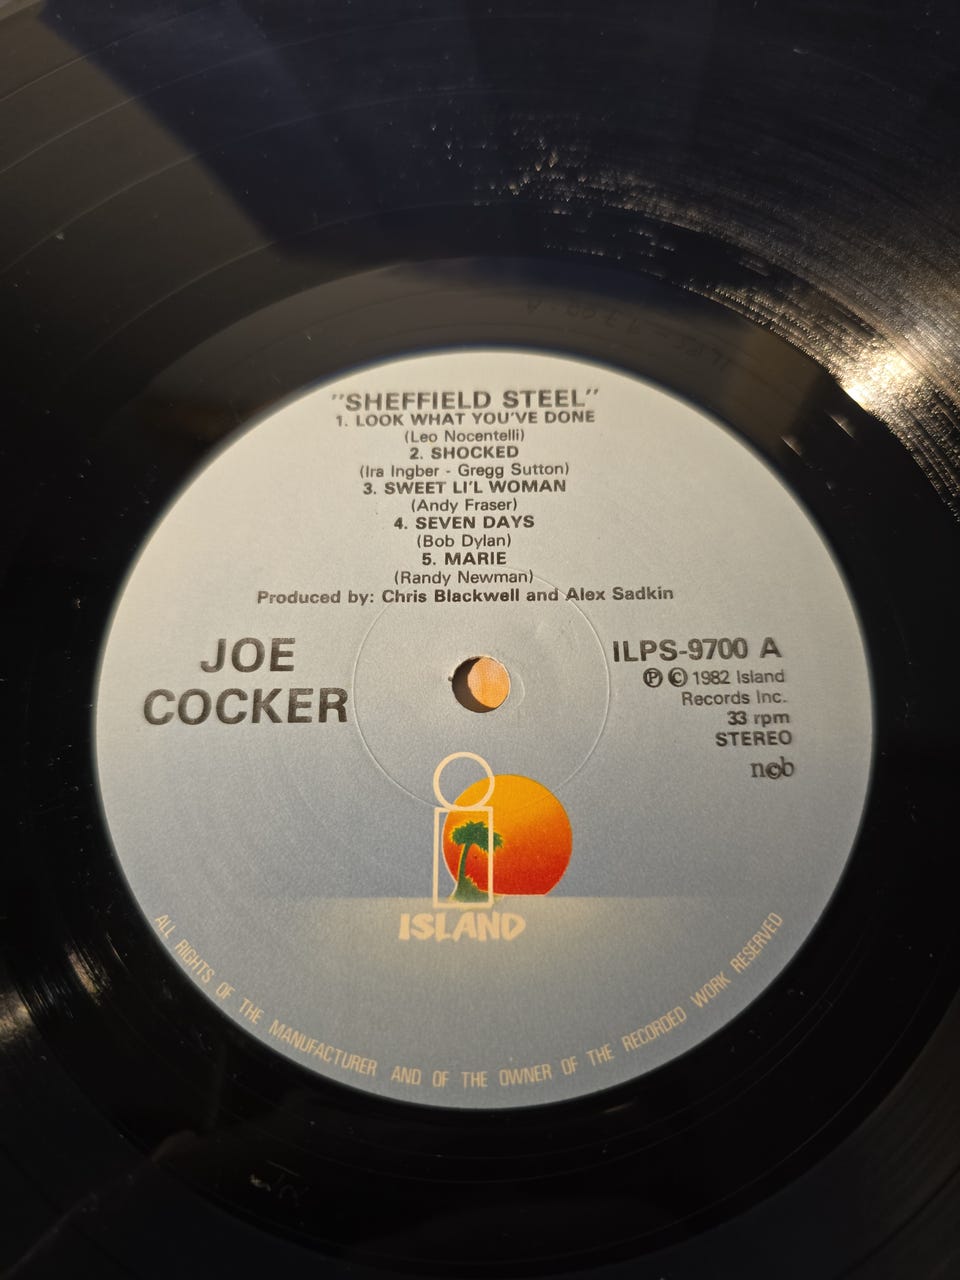 "SHEFFIELD STEEL"
1. LOOK WHAT YOU'VE DONE
(Leo Nocentelli)
2. SHOCKED
(Ira Ingber - Gregg Sutton)
3. SWEET LI'L WOMAN
(Andy Fraser)
4. SEVEN DAYS
(Bob Dylan)
5. MARIE
(Randy Newman)
Produced by: Chris Blackwell and Alex Sadkin
JOE
COCKER
ILPS-9700 A
Ⓟ © 1982 Island
Records Inc.
33 rpm
STEREO
n©b
ISLAND
ALL RIGHTS OF THE MANUFACTURER AND OF THE OWNER OF THE RECORDED WORK RESERVED